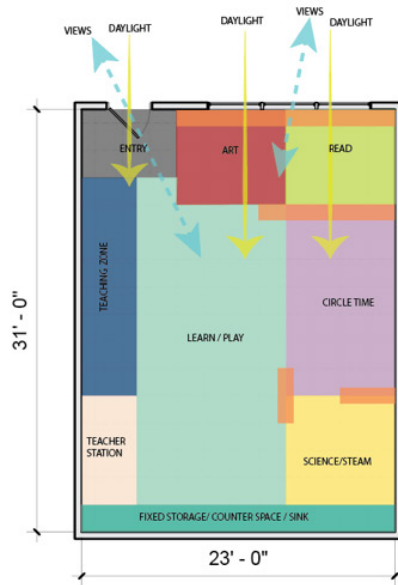 VIEWS
DAYLIGHT
DAYLIGHT
VIEWS
DAYLIGHT
ENTRY
ART
READ
TEACHING ZONE
CIRCLE TIME
31' - 0"
LEARN / PLAY
TEACHER
STATION
SCIENCE/STEAM
FIXED STORAGE/ COUNTER SPACE / SINK
23' - 0"